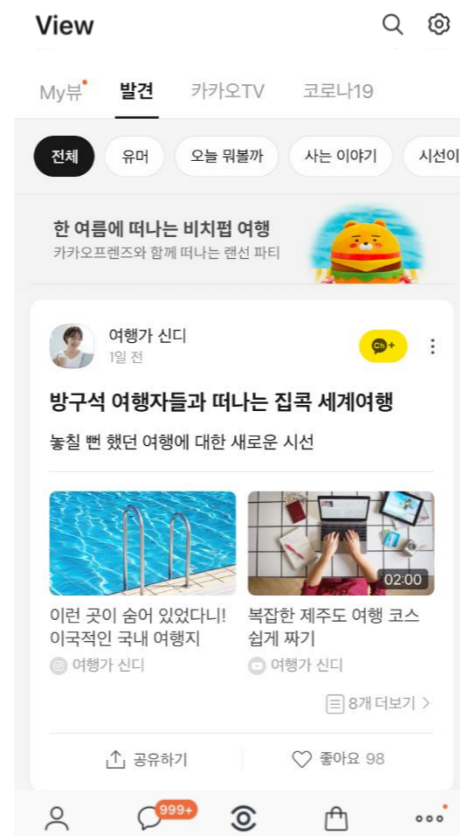 View
My뷰 발견 카카오TV 코로나19
전체 유머 오늘 뭐볼까 사는 이야기 시선이
한 여름에 떠나는 비치펍 여행
카카오프렌즈와 함께 떠나는 랜선 파티
여행가 신디
1일 전
Ch+
방구석 여행자들과 떠나는 집콕 세계여행
놓칠 뻔 했던 여행에 대한 새로운 시선
02:00
이런 곳이 숨어 있었다니!
이국적인 국내 여행지
여행가 신디
복잡한 제주도 여행 코스
쉽게 짜기
여행가 신디
8개 더보기 >
공유하기 좋아요 98
999+